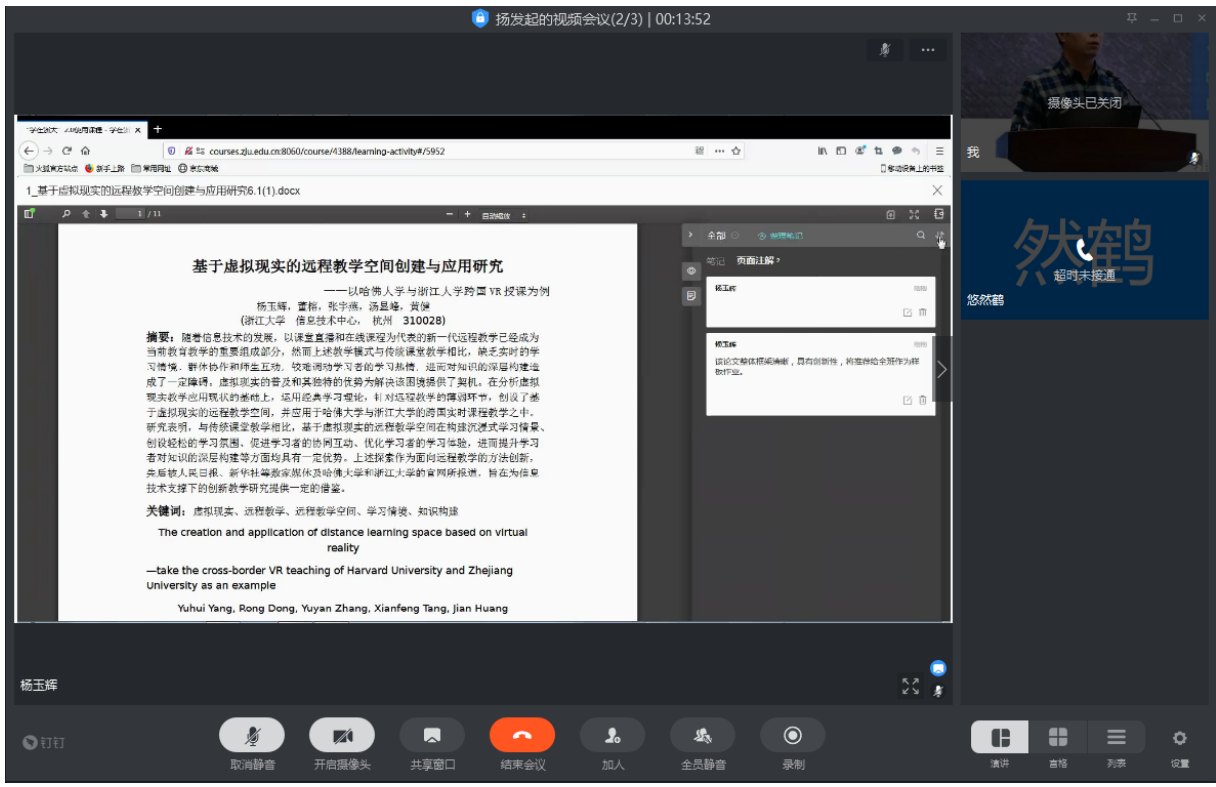 扬发起的视频会议(2/3) | 00:13:52
"学在浙大"
courses.zju.edu.cn:8060/course/4388/learning-activity#/5952
火狐官方站点 新手上路 常用网址 京东商城
移动设备上的书签
1_基于虚拟现实的远程教学空间创建与应用研究6.1(1).docx
1 / 11
自动缩放
基于虚拟现实的远程教学空间创建与应用研究
——以哈佛大学与浙江大学跨国 VR 授课为例
杨玉辉，董榕，张宇燕，汤显峰，黄健
(浙江大学 信息技术中心， 杭州 310028)
摘要：随着信息技术的发展，以课堂直播和在线课程为代表的新一代远程教学已经成为
当前教育教学的重要组成部分，然而上述教学模式与传统课堂教学相比，缺乏实时的学
习情境、群体协作和师生互动，较难调动学习者的学习热情，进而对知识的深层构建造
成了一定障碍，虚拟现实的普及和其独特的优势为解决该困境提供了契机。在分析虚拟
现实教学应用现状的基础上，运用经典学习理论，针对远程教学的薄弱环节，创设了基
于虚拟现实的远程教学空间，并应用于哈佛大学与浙江大学的跨国实时课程教学之中。
研究表明，与传统课堂教学相比，基于虚拟现实的远程教学空间在构建沉浸式学习情景、
创设轻松的学习氛围、促进学习者的协同互动、优化学习者的学习体验，进而提升学习
者对知识的深层构建等方面均具有一定优势。上述探索作为面向远程教学的方法创新，
先后被人民日报、新华社等数家媒体及哈佛大学和浙江大学的官网所报道，旨在为信息
技术支撑下的创新教学研究提供一定的借鉴。
关键词：虚拟现实、远程教学、远程教学空间、学习情境、知识构建
The creation and application of distance learning space based on virtual
reality
—take the cross-border VR teaching of Harvard University and Zhejiang
University as an example
Yuhui Yang, Rong Dong, Yuyan Zhang, Xianfeng Tang, Jian Huang
全部
笔记 页面注解
杨玉辉
杨玉辉
该论文整体框架清晰，具有创新性，将推荐给全班作为样
板作业。
杨玉辉
摄像头已关闭
我
然鹤
超时未接通
悠然鹤
钉钉
取消静音 开启摄像头 共享窗口 结束会议 加人 全员静音 录制
演讲 宫格 列表 设置